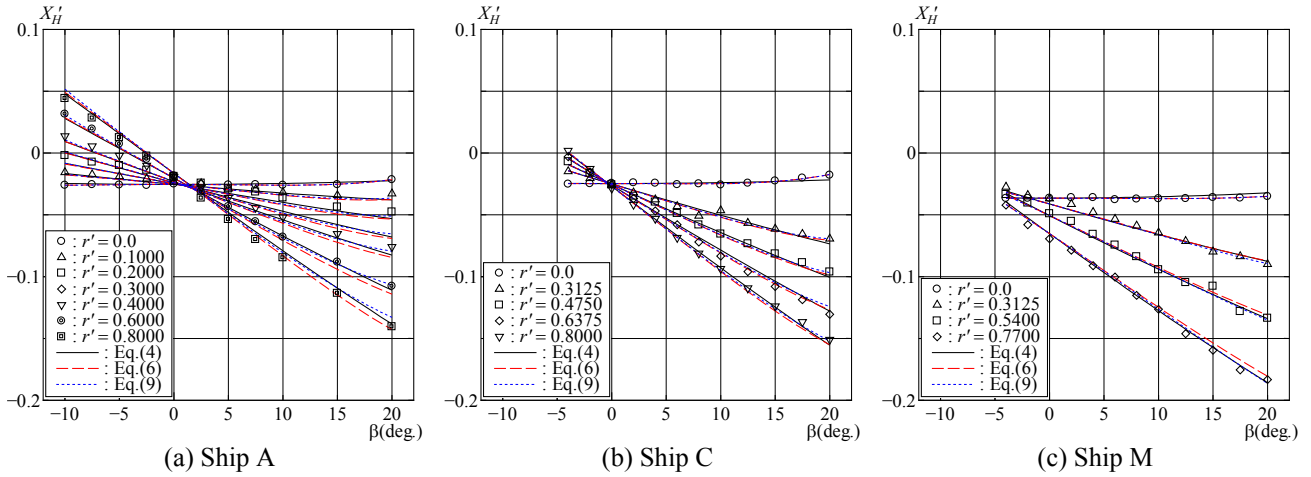 X_H′
0.1
0
−0.1
−0.2
−10 −5 0 5 10 15 20
β(deg.)
: r′ = 0.0
: r′ = 0.1000
: r′ = 0.2000
: r′ = 0.3000
: r′ = 0.4000
: r′ = 0.6000
: r′ = 0.8000
: Eq.(4)
: Eq.(6)
: Eq.(9)
(a) Ship A
X_H′
0.1
0
−0.1
−0.2
−10 −5 0 5 10 15 20
β(deg.)
: r′ = 0.0
: r′ = 0.3125
: r′ = 0.4750
: r′ = 0.6375
: r′ = 0.8000
: Eq.(4)
: Eq.(6)
: Eq.(9)
(b) Ship C
X_H′
0.1
0
−0.1
−0.2
−10 −5 0 5 10 15 20
β(deg.)
: r′ = 0.0
: r′ = 0.3125
: r′ = 0.5400
: r′ = 0.7700
: Eq.(4)
: Eq.(6)
: Eq.(9)
(c) Ship M